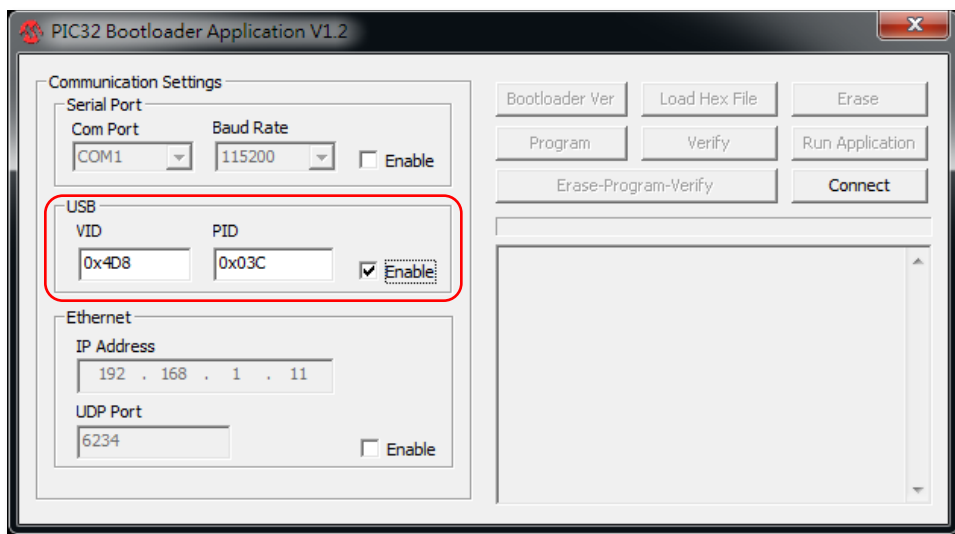 PIC32 Bootloader Application V1.2
Communication Settings
Serial Port
Com Port Baud Rate
COM1 115200 Enable
USB
VID PID
0x4D8 0x03C Enable
Ethernet
IP Address
192 . 168 . 1 . 11
UDP Port
6234 Enable
Bootloader Ver Load Hex File Erase
Program Verify Run Application
Erase-Program-Verify Connect